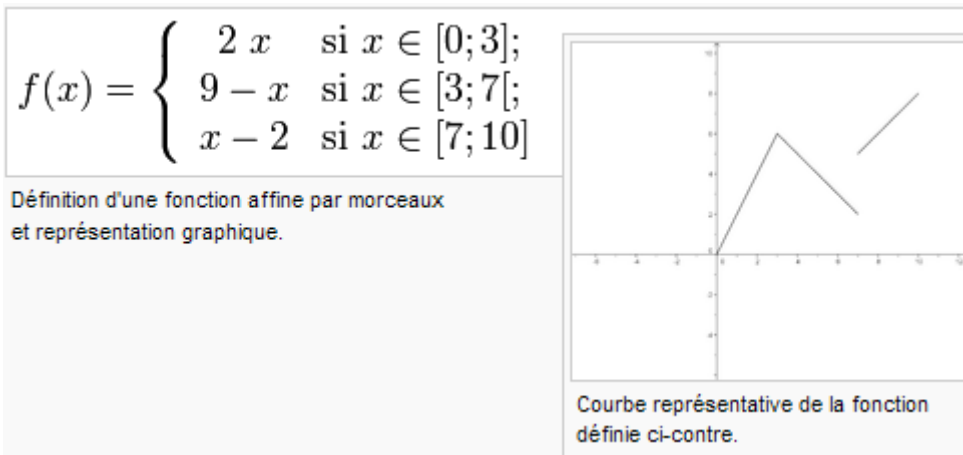 f(x) = { 2 x si x ∈ [0; 3];
9 − x si x ∈ [3; 7[;
x − 2 si x ∈ [7; 10]
Définition d'une fonction affine par morceaux
et représentation graphique.
Courbe représentative de la fonction
définie ci-contre.